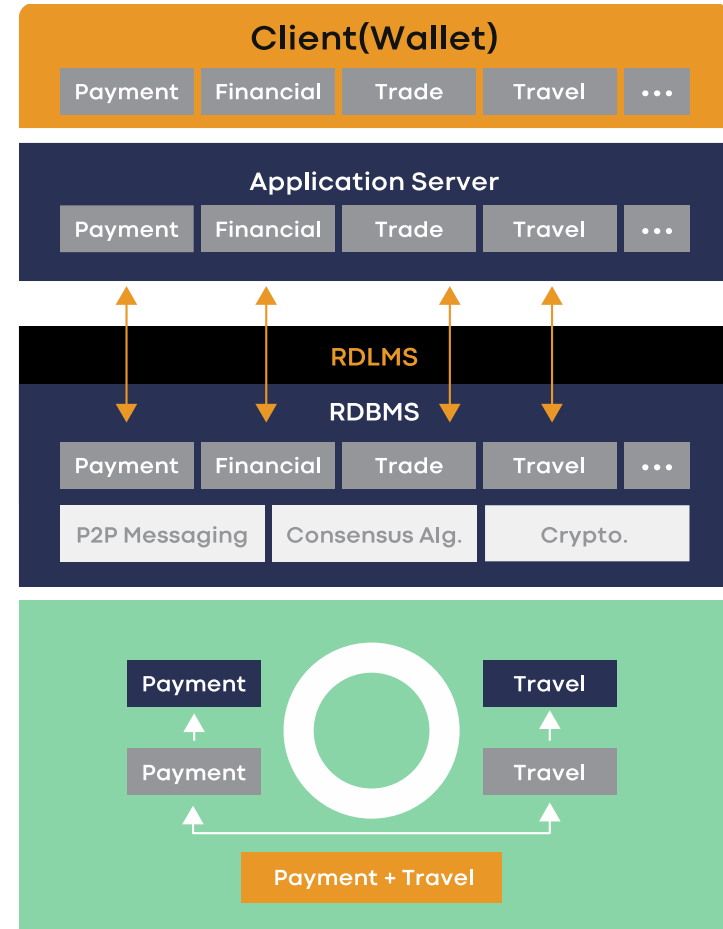 Client(Wallet)
Payment Financial Trade Travel ...
Application Server
Payment Financial Trade Travel ...
RDLMS
RDBMS
Payment Financial Trade Travel ...
P2P Messaging Consensus Alg. Crypto.
Payment Travel
Payment Travel
Payment + Travel